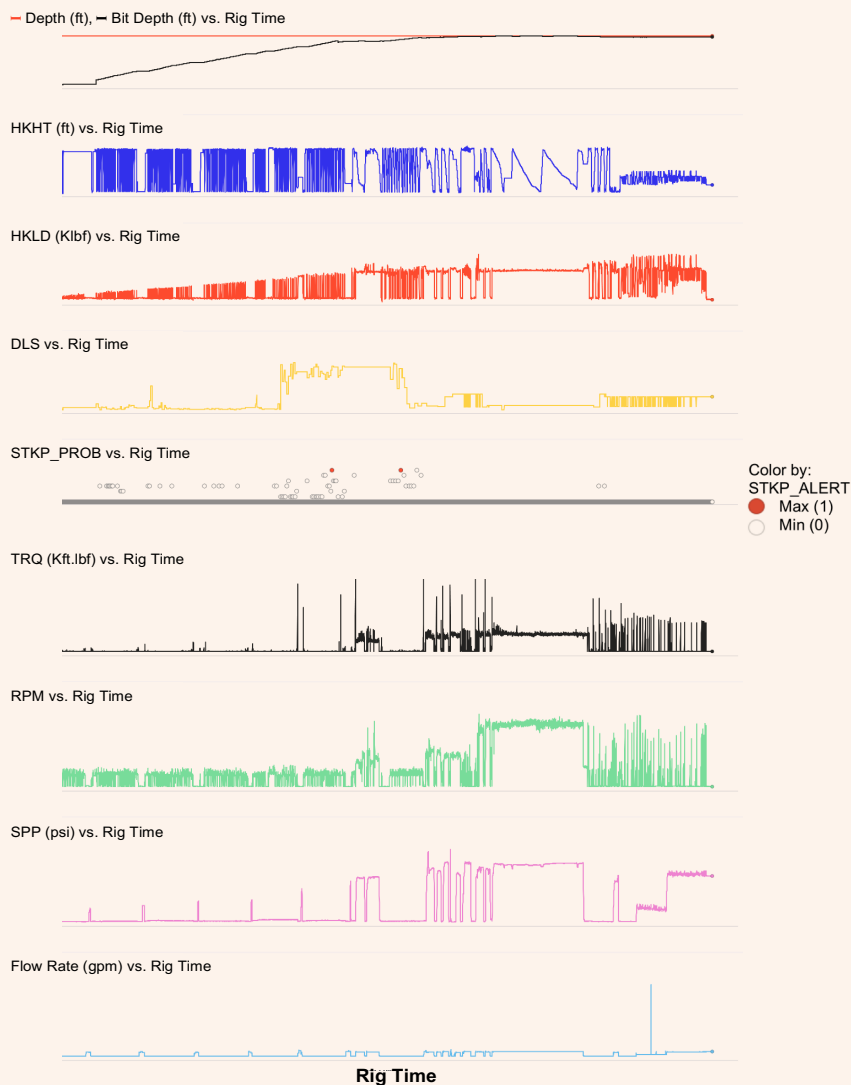 Depth (ft), Bit Depth (ft) vs. Rig Time
HKHT (ft) vs. Rig Time
HKLD (Klbf) vs. Rig Time
DLS vs. Rig Time
STKP_PROB vs. Rig Time
Color by:
STKP_ALERT
Max (1)
Min (0)
TRQ (Kft.lbf) vs. Rig Time
RPM vs. Rig Time
SPP (psi) vs. Rig Time
Flow Rate (gpm) vs. Rig Time
Rig Time